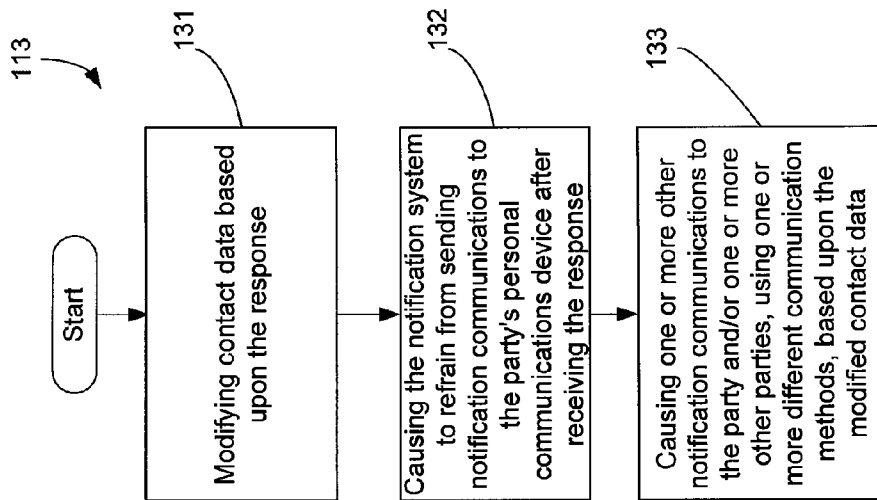 113
Start
131
Modifying contact data based
upon the response
132
Causing the notification system
to refrain from sending
notification communications to
the party's personal
communications device after
receiving the response
133
Causing one or more other
notification communications to
the party and/or one or more
other parties, using one or
more different communication
methods, based upon the
modified contact data